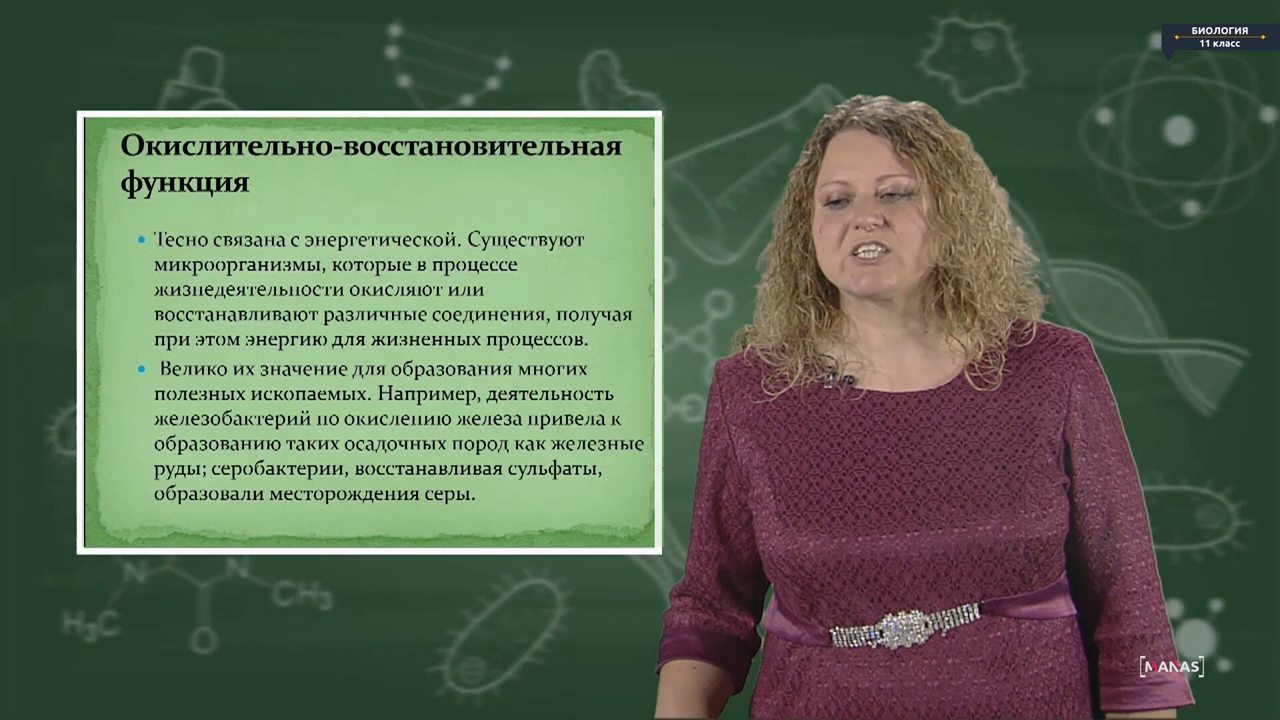 БИОЛОГИЯ
11 класс
Окислительно-восстановительная
функция
• Тесно связана с энергетической. Существуют
микроорганизмы, которые в процессе
жизнедеятельности окисляют или
восстанавливают различные соединения, получая
при этом энергию для жизненных процессов.
• Велико их значение для образования многих
полезных ископаемых. Например, деятельность
железобактерий по окислению железа привела к
образованию таких осадочных пород как железные
руды; серобактерии, восстанавливая сульфаты,
образовали месторождения серы.
N
N
CH₃
H₃C
O
[MANAS]